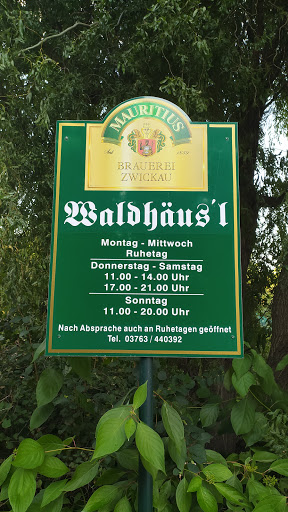 MAURITIUS
BRAUEREI
ZWICKAU
Waldhäus'l
Montag - Mittwoch
Ruhetag
Donnerstag - Samstag
11.00 - 14.00 Uhr
17.00 - 21.00 Uhr
Sonntag
11.00 - 20.00 Uhr
Nach Absprache auch an Ruhetagen geöffnet
Tel. 03763 / 440392